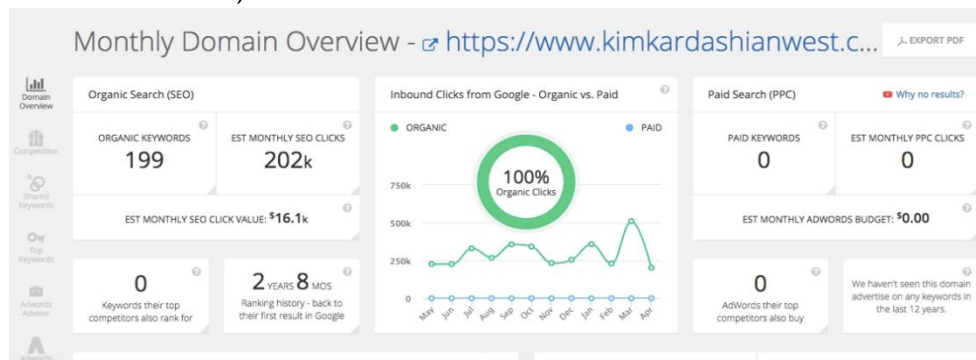 Monthly Domain Overview - https://www.kimkardashianwest.c...
EXPORT PDF
Domain
Overview
Competition
Shared
Keywords
Top
Keywords
Adwords
Advisor
Adwords
Organic Search (SEO)
ORGANIC KEYWORDS
199
EST MONTHLY SEO CLICKS
202k
EST MONTHLY SEO CLICK VALUE: $16.1k
0
Keywords their top
competitors also rank for
2 YEARS 8 MOS
Ranking history - back to
their first result in Google
Inbound Clicks from Google - Organic vs. Paid
ORGANIC
PAID
100%
Organic Clicks
750k
500k
250k
0
May Jun Jul Aug Sep Oct Nov Dec Jan Feb Mar Apr
Paid Search (PPC)
Why no results?
PAID KEYWORDS
0
EST MONTHLY PPC CLICKS
0
EST MONTHLY ADWORDS BUDGET: $0.00
0
AdWords their top
competitors also buy
We haven't seen this domain
advertise on any keywords in
the last 12 years.